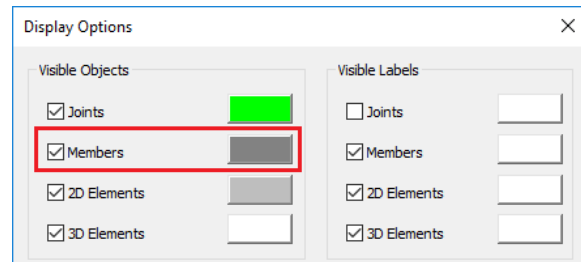 Display Options
Visible Objects
Joints
Members
2D Elements
3D Elements
Visible Labels
Joints
Members
2D Elements
3D Elements